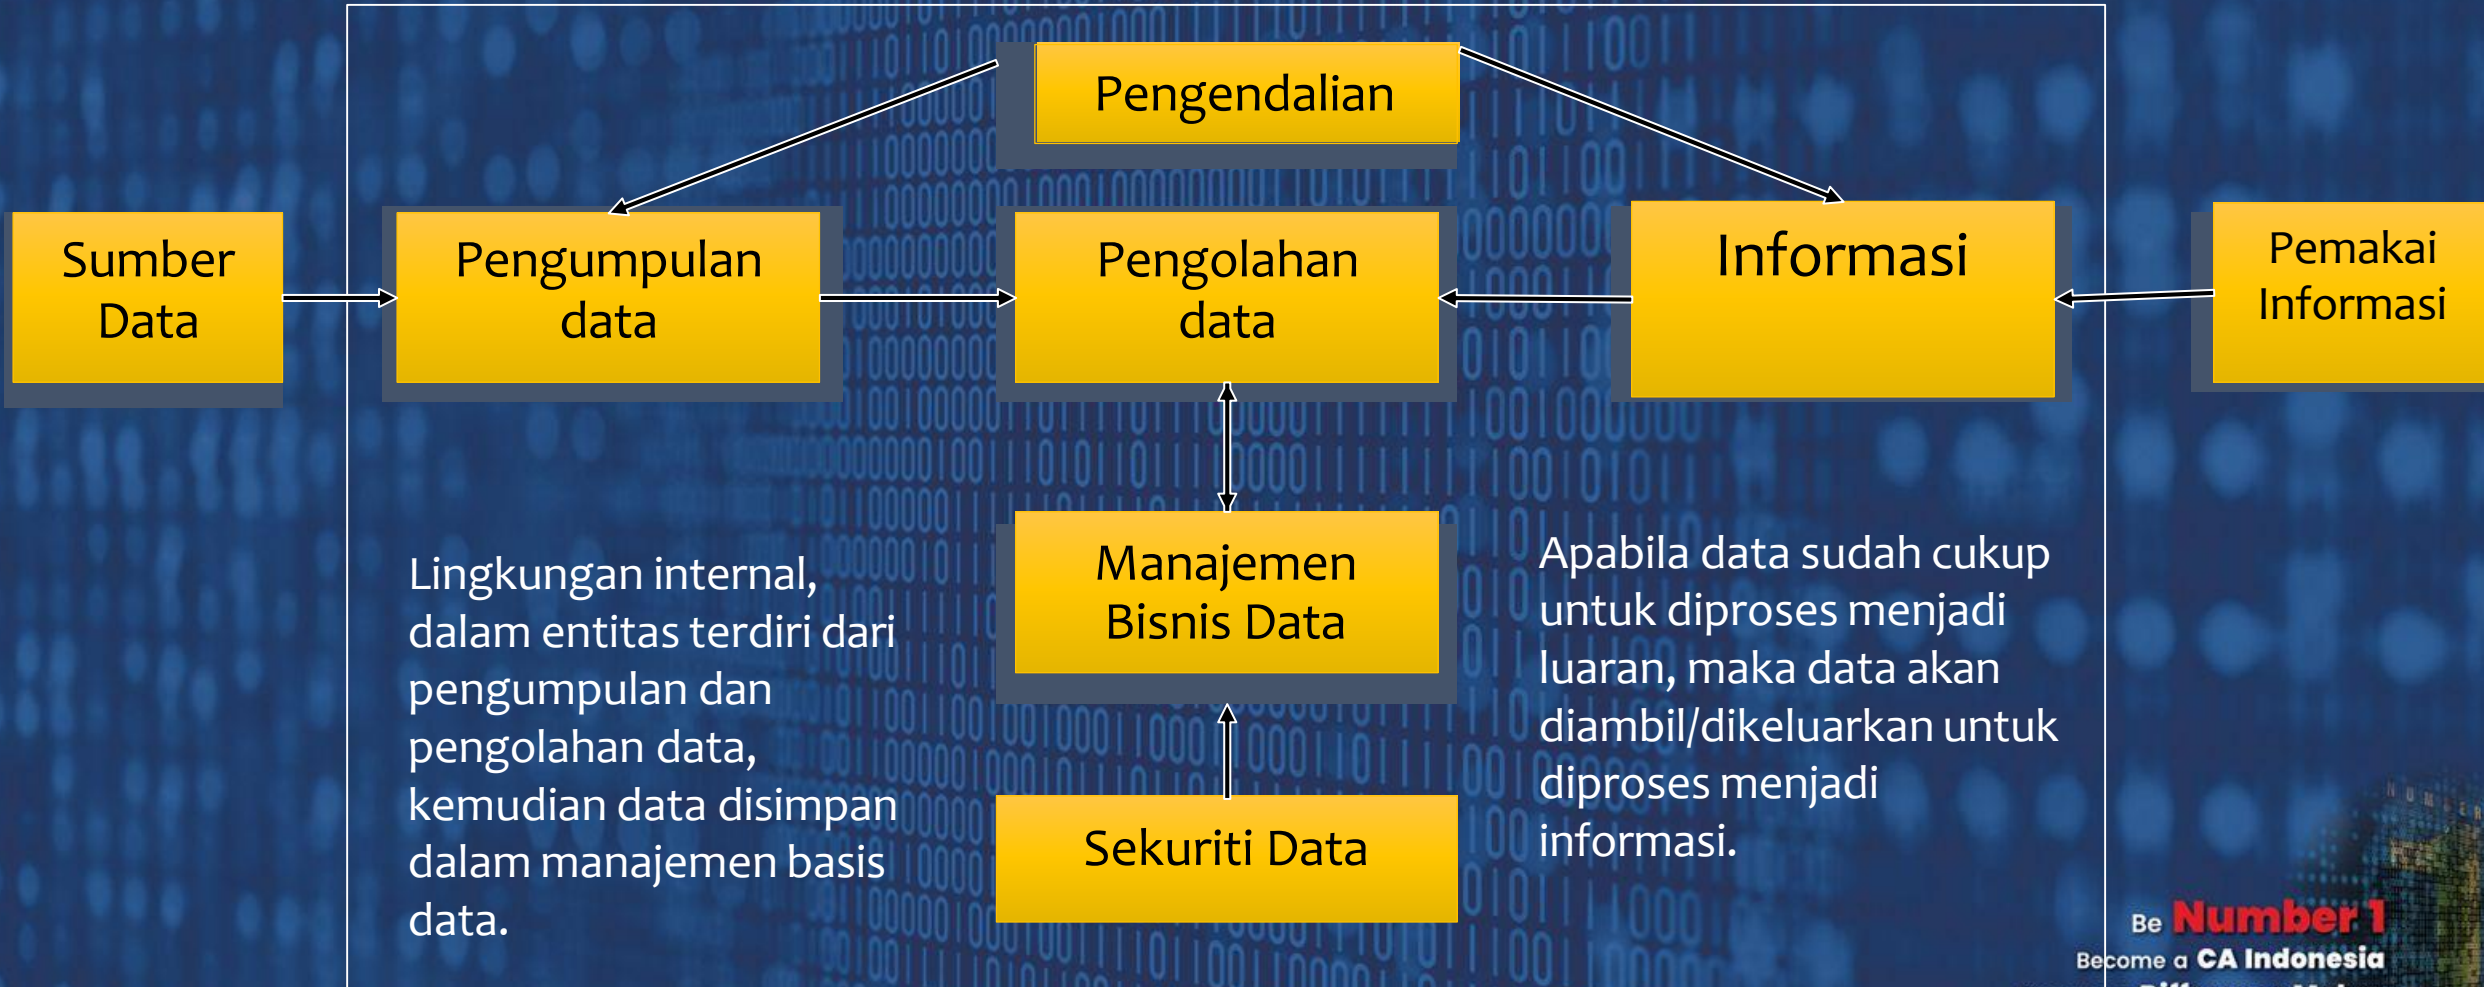 Pengendalian
Sumber
Data
Pengumpulan
data
Pengolahan
data
Informasi
Pemakai
Informasi
Manajemen
Bisnis Data
Sekuriti Data
Lingkungan internal,
dalam entitas terdiri dari
pengumpulan dan
pengolahan data,
kemudian data disimpan
dalam manajemen basis
data.
Apabila data sudah cukup
untuk diproses menjadi
luaran, maka data akan
diambil/dikeluarkan untuk
diproses menjadi
informasi.
Be Number 1
Become a CA Indonesia